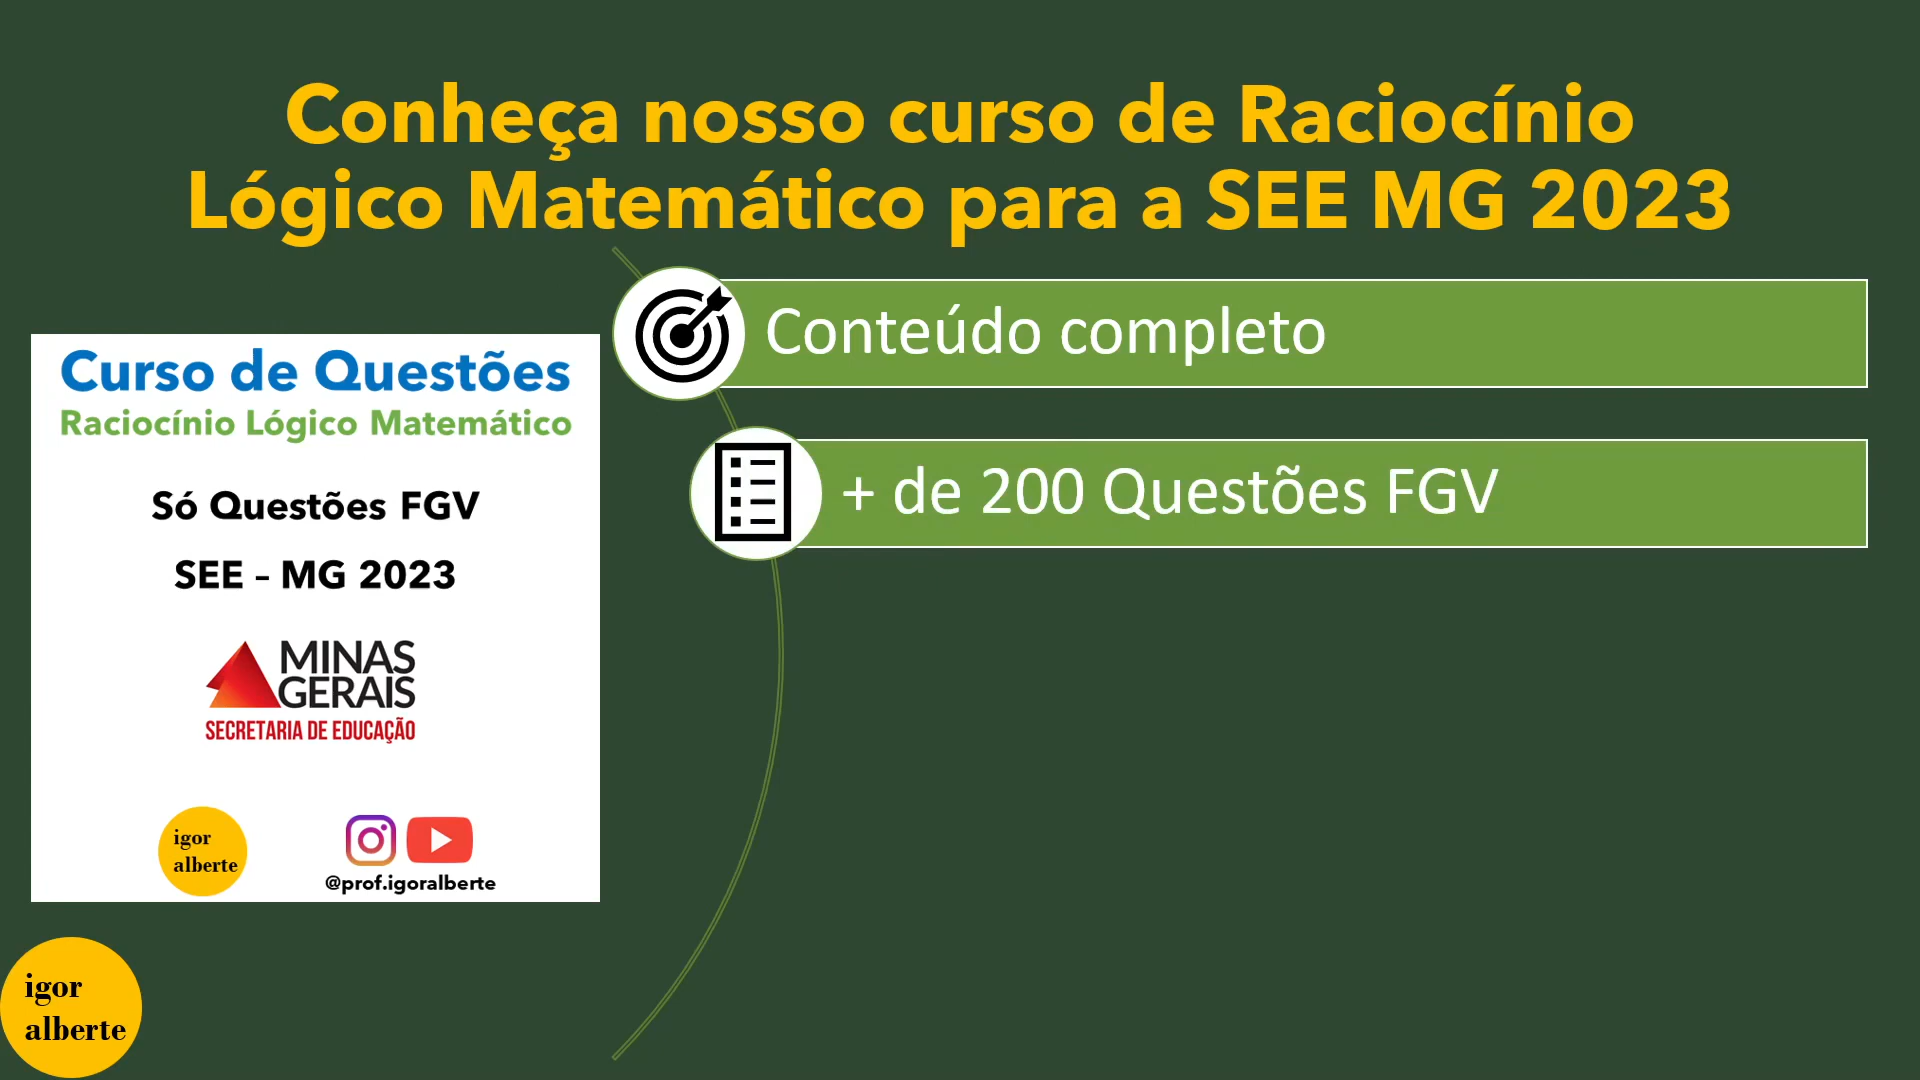 Conheça nosso curso de Raciocínio
Lógico Matemático para a SEE MG 2023
Conteúdo completo
+ de 200 Questões FGV
Curso de Questões
Raciocínio Lógico Matemático
Só Questões FGV
SEE – MG 2023
MINAS
GERAIS
SECRETARIA DE EDUCAÇÃO
igor
alberte
@prof.igoralberte
igor
alberte